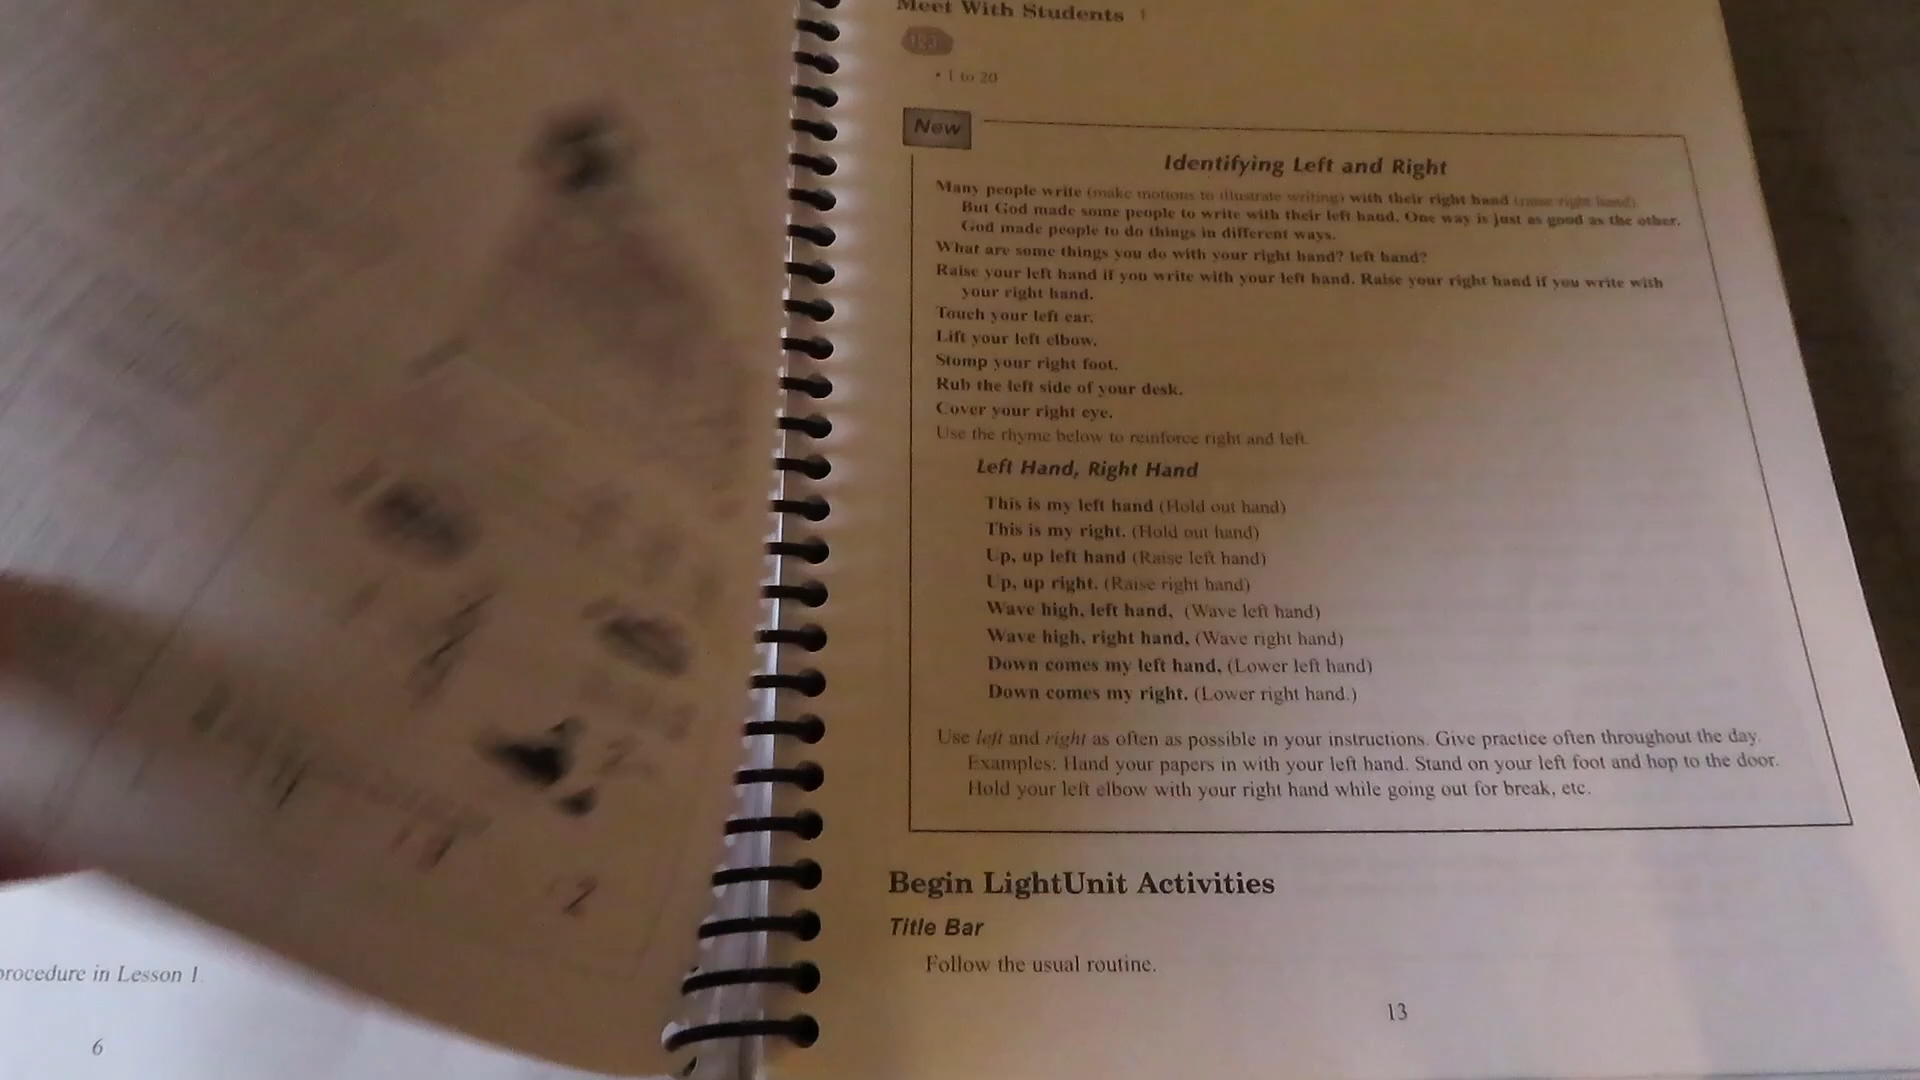 procedure in Lesson 1.
6
Meet With Students
123
• 1 to 20
New
Identifying Left and Right
Many people write (make motions to illustrate writing) with their right hand (raise right hand).
But God made some people to write with their left hand. One way is just as good as the other.
God made people to do things in different ways.
What are some things you do with your right hand? left hand?
Raise your left hand if you write with your left hand. Raise your right hand if you write with
your right hand.
Touch your left ear.
Lift your left elbow.
Stomp your right foot.
Rub the left side of your desk.
Cover your right eye.
Use the rhyme below to reinforce right and left.
Left Hand, Right Hand
This is my left hand (Hold out hand)
This is my right. (Hold out hand)
Up, up left hand (Raise left hand)
Up, up right. (Raise right hand)
Wave high, left hand, (Wave left hand)
Wave high, right hand, (Wave right hand)
Down comes my left hand, (Lower left hand)
Down comes my right. (Lower right hand.)
Use left and right as often as possible in your instructions. Give practice often throughout the day.
Examples: Hand your papers in with your left hand. Stand on your left foot and hop to the door.
Hold your left elbow with your right hand while going out for break, etc.
Begin LightUnit Activities
Title Bar
Follow the usual routine.
13